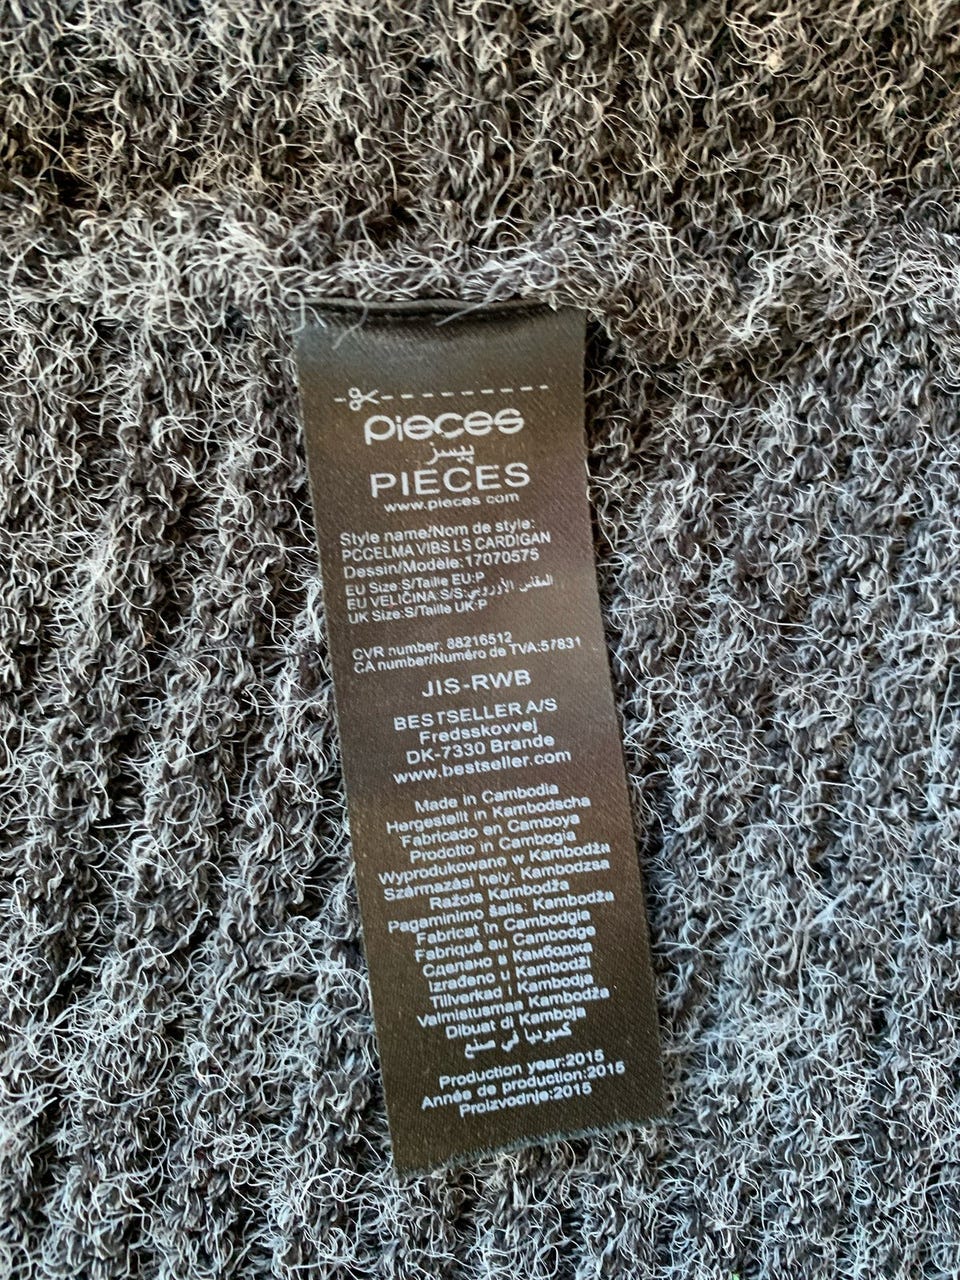 pieces
پيسز
PIECES
www.pieces.com
Style name/Nom de style:
PCCELMA VIBS LS CARDIGAN
Dessin/Modèle:17070575
EU Size:S/Taille EU:P
EU VELIČINA:S/S:المقاس الأوروبي
UK Size:S/Taille UK:P
CVR number: 88216512
CA number/Numéro de TVA:57831
JIS-RWB
BESTSELLER A/S
Fredsskovvej
DK-7330 Brande
www.bestseller.com
Made in Cambodia
Hergestellt in Kambodscha
Fabricado en Camboya
Prodotto in Cambogia
Wyprodukowano w Kambodża
Származási hely: Kambodzsa
Ražots Kambodža
Pagaminimo šalis: Kambodža
Fabricat în Cambodgia
Fabriqué au Cambodge
Сделано в Камбоджа
Izrađeno u Kambodži
Tillverkad i Kambodja
Valmistusmaa Kambodža
Dibuat di Kamboja
كمبوديا في صنع
Production year:2015
Année de production:2015
Proizvodnje:2015